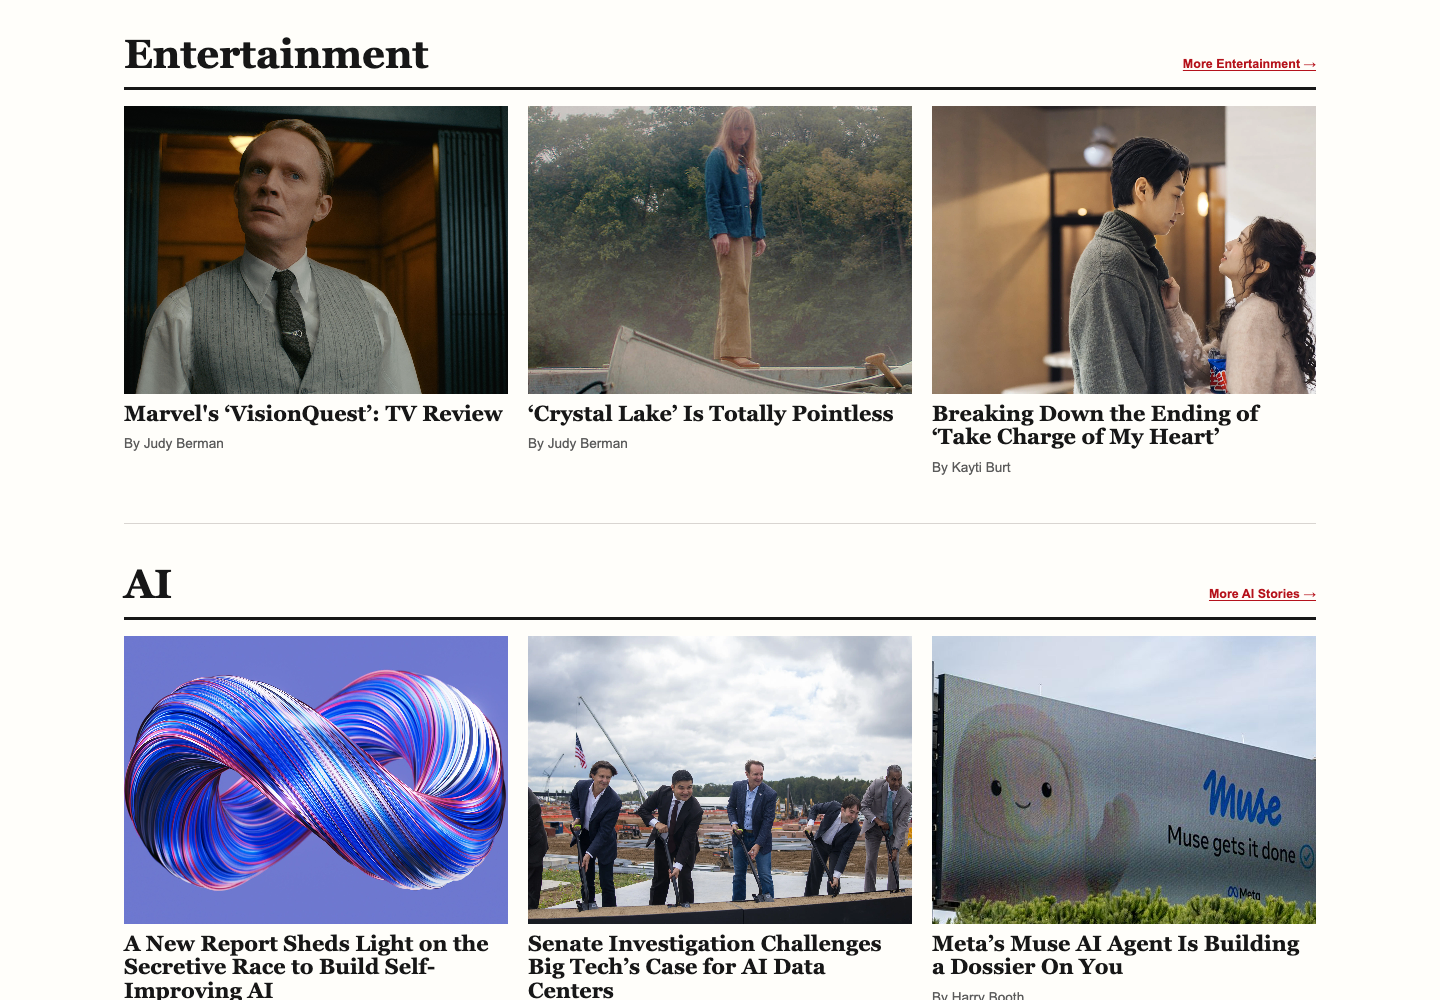 Entertainment
More Entertainment →
Marvel's ‘VisionQuest’: TV Review
By Judy Berman
‘Crystal Lake’ Is Totally Pointless
By Judy Berman
Breaking Down the Ending of
‘Take Charge of My Heart’
By Kayti Burt
AI
More AI Stories →
Muse
Muse gets it done
Meta
A New Report Sheds Light on the
Secretive Race to Build Self-
Improving AI
Senate Investigation Challenges
Big Tech’s Case for AI Data
Centers
Meta’s Muse AI Agent Is Building
a Dossier On You
By Harry Booth